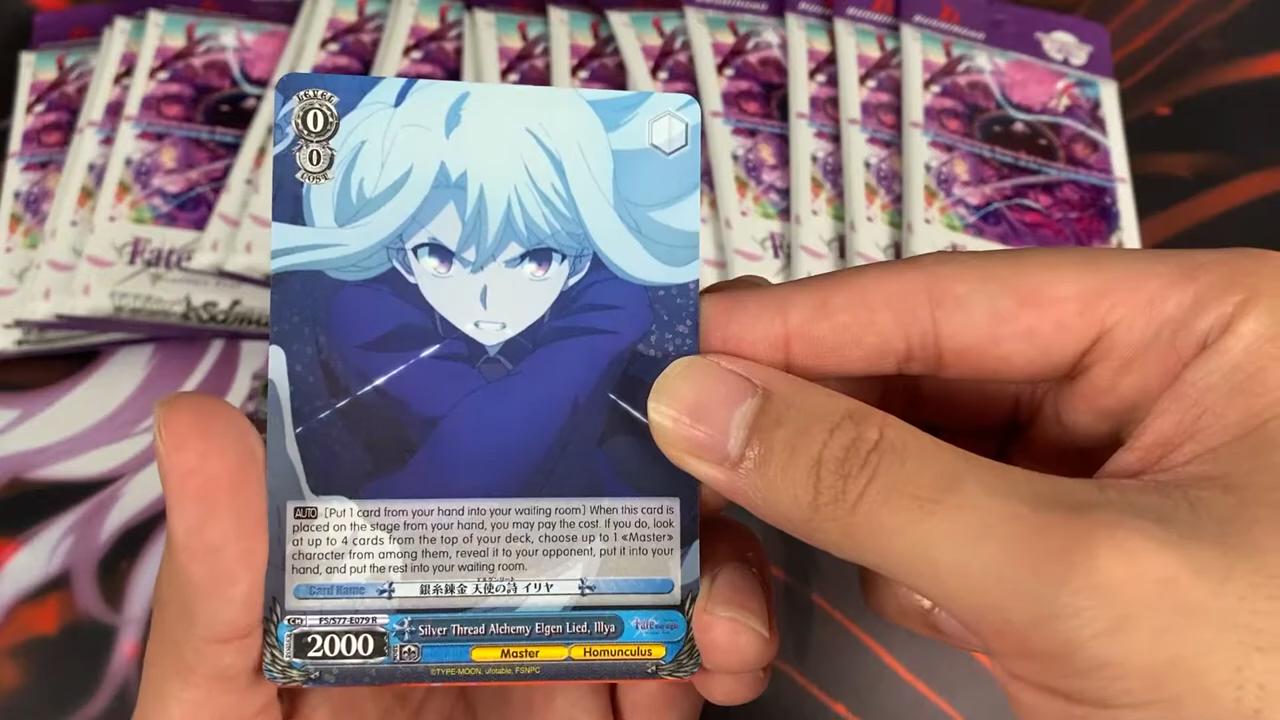 LEVEL
0
0
COST
Fate
AUTO [Put 1 card from your hand into your waiting room] When this card is
placed on the stage from your hand, you may pay the cost. If you do, look
at up to 4 cards from the top of your deck, choose up to 1 «Master»
character from among them, reveal it to your opponent, put it into your
hand, and put the rest into your waiting room.
Card Name
銀糸錬金 天使の詩 イリヤ
CH FS/S77-E079 R
2000
Silver Thread Alchemy Elgen Lied, Illya
Master
Homunculus
©TYPE-MOON, ufotable, FSNPC